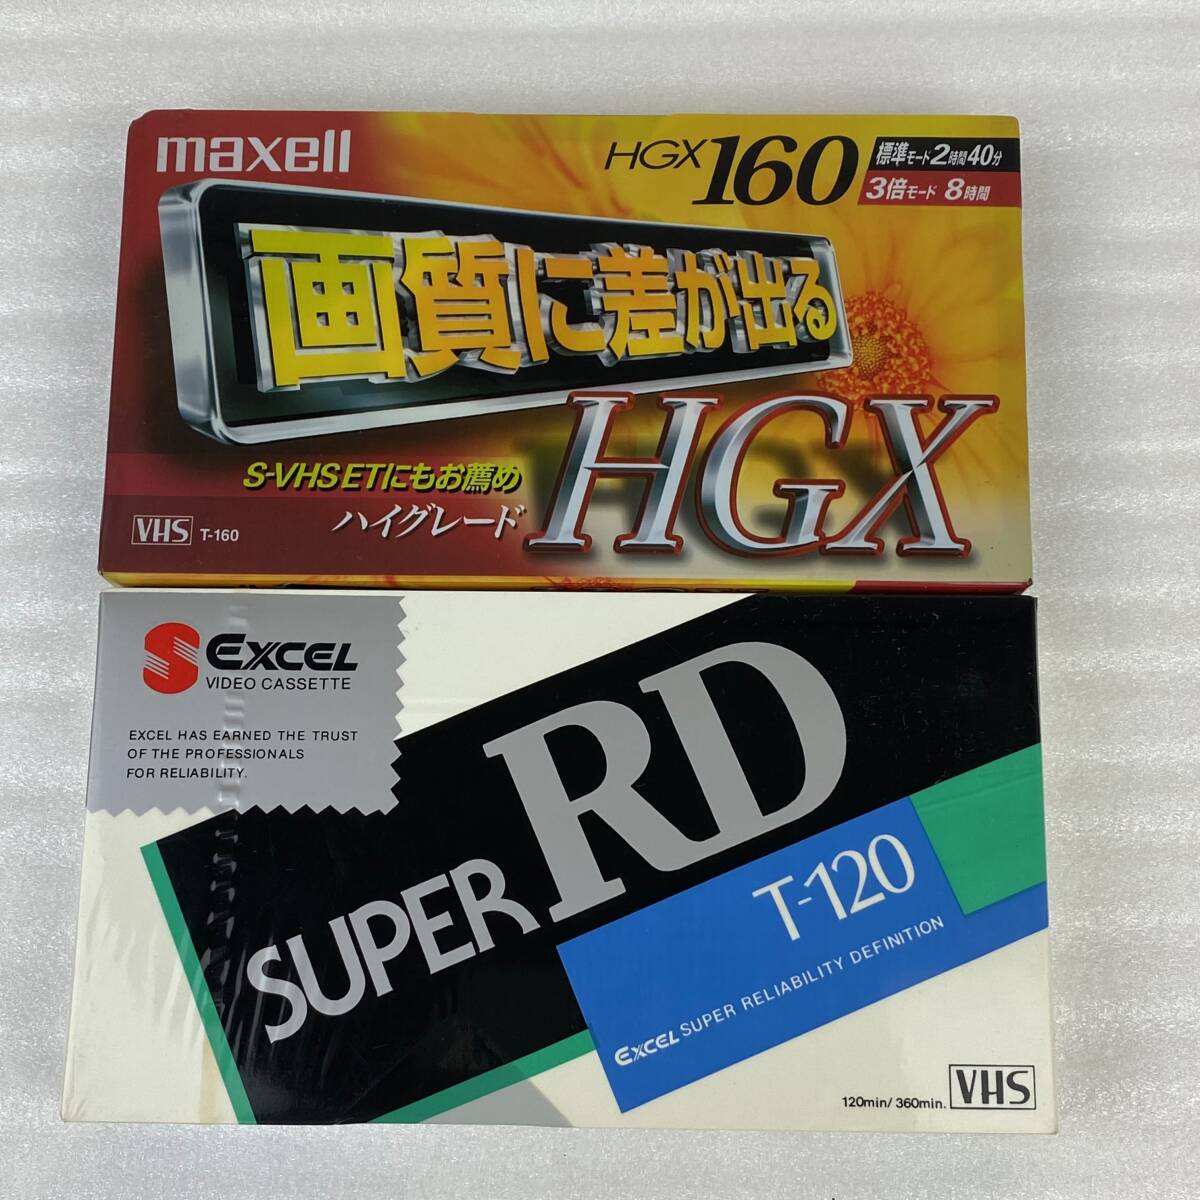 maxell
HGX160
標準モード2時間40分
3倍モード 8時間
画質に差が出る
HGX
S-VHS ETにもお薦め
ハイグレード
VHS T-160
S EXCEL
VIDEO CASSETTE
EXCEL HAS EARNED THE TRUST
OF THE PROFESSIONALS
FOR RELIABILITY.
SUPER RD
T-120
EXCEL SUPER RELIABILITY DEFINITION
120min/360min. VHS